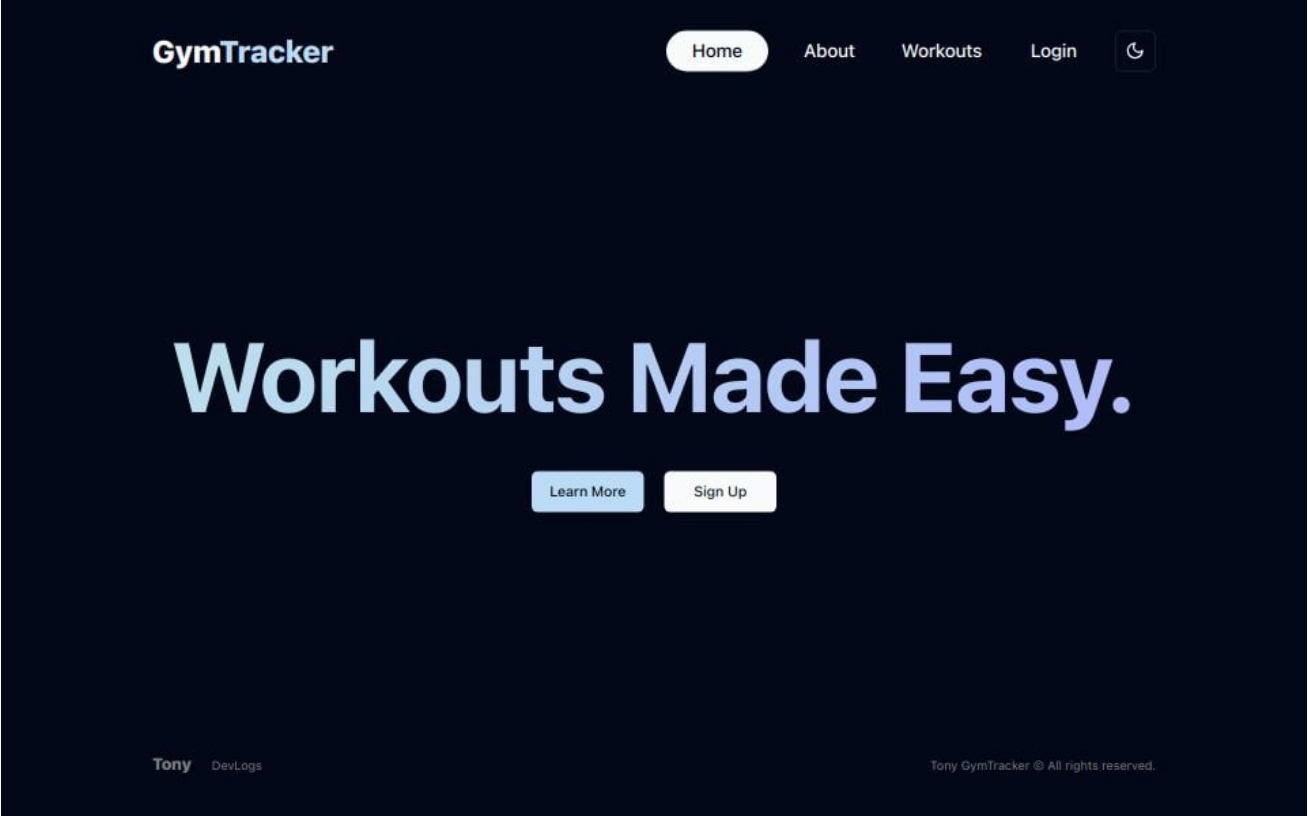 GymTracker Home About Workouts Login
Workouts Made Easy.
Learn More Sign Up
Tony DevLogs Tony GymTracker © All rights reserved.